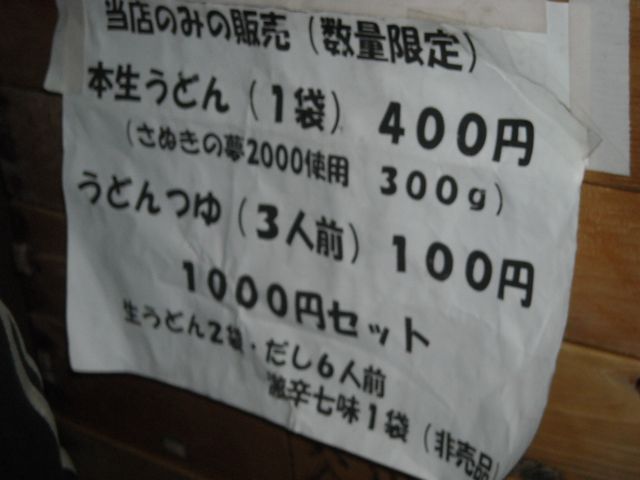 当店のみの販売(数量限定)
本生うどん(1袋) 400円
(さぬきの夢2000使用 300g)
うどんつゆ(3人前) 100円
1000円セット
生うどん2袋・だし6人前
激辛七味1袋(非売品